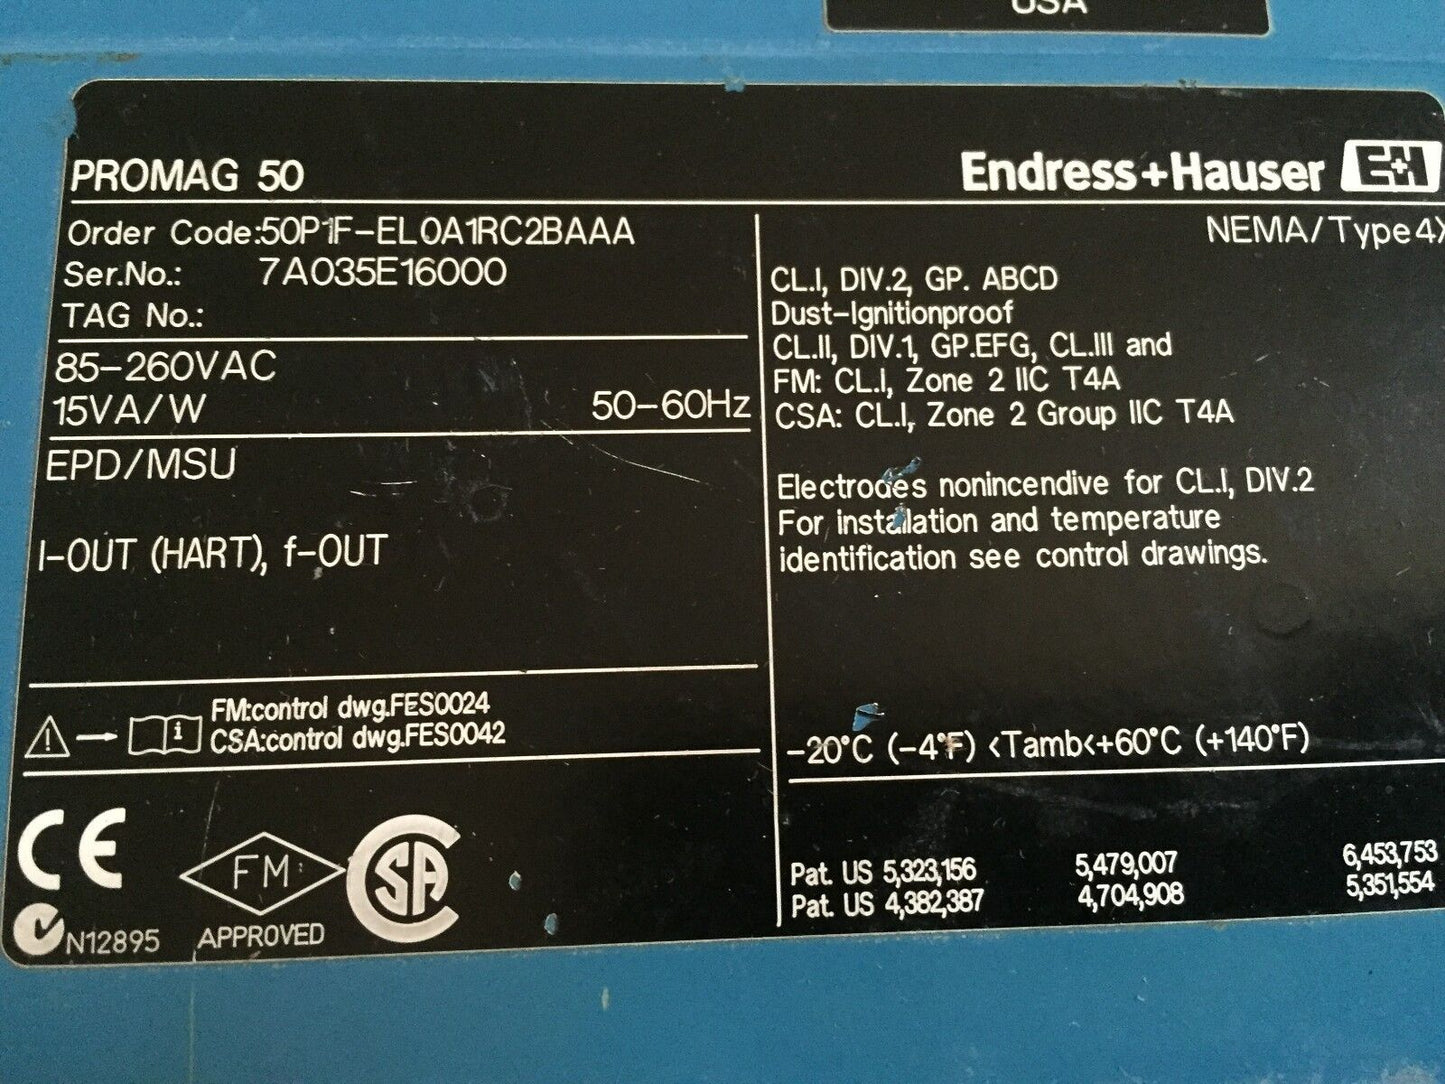 USA
PROMAG 50
Endress+Hauser E+H
Order Code:50P1F-EL0A1RC2BAAA
Ser.No.: 7A035E16000
TAG No.:
85-260VAC
15VA/W 50-60Hz
EPD/MSU
I-OUT (HART), f-OUT
FM:control dwg.FES0024
CSA:control dwg.FES0042
CE
N12895
FM
APPROVED
CSA
NEMA/Type 4X
CL.I, DIV.2, GP. ABCD
Dust-Ignitionproof
CL.II, DIV.1, GP.EFG, CL.III and
FM: CL.I, Zone 2 IIC T4A
CSA: CL.I, Zone 2 Group IIC T4A
Electrodes nonincendive for CL.I, DIV.2
For installation and temperature
identification see control drawings.
-20°C (-4°F) <Tamb<+60°C (+140°F)
Pat. US 5,323,156 5,479,007 6,453,753
Pat. US 4,382,387 4,704,908 5,351,554